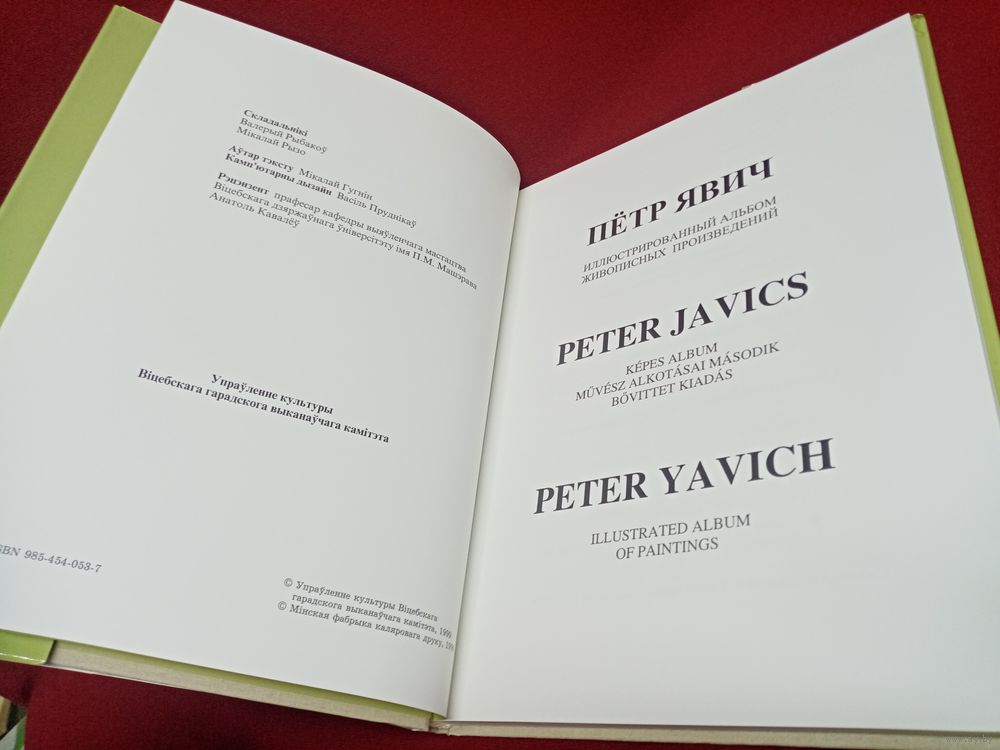 Складальнікі
Валерый Рыбакоў
Мікалай Рызо
Аўтар тэксту Мікалай Гугнін
Камп'ютарны дызайн Васіль Пруднікаў
Рэцэнзент прафесар кафедры выяўленчага мастацтва
Віцебскага дзяржаўнага ўніверсітэту імя П.М. Машэрава
Анатоль Кавалёў
Упраўленне культуры
Віцебскага гарадскога выканаўчага камітэта
985-454-053-7
© Упраўленне культуры Віцебскага
гарадскога выканаўчага камітэта,
© Мінская фабрыка каляровага друку,
ПЁТР ЯВИЧ
ИЛЛЮСТРИРОВАННЫЙ АЛЬБОМ
ЖИВОПИСНЫХ ПРОИЗВЕДЕНИЙ
PETER JAVICS
KÉPES ALBUM
MŰVÉSZ ALKOTÁSAI MÁSODIK
BŐVITTET KIADÁS
PETER YAVICH
ILLUSTRATED ALBUM
OF PAINTINGS